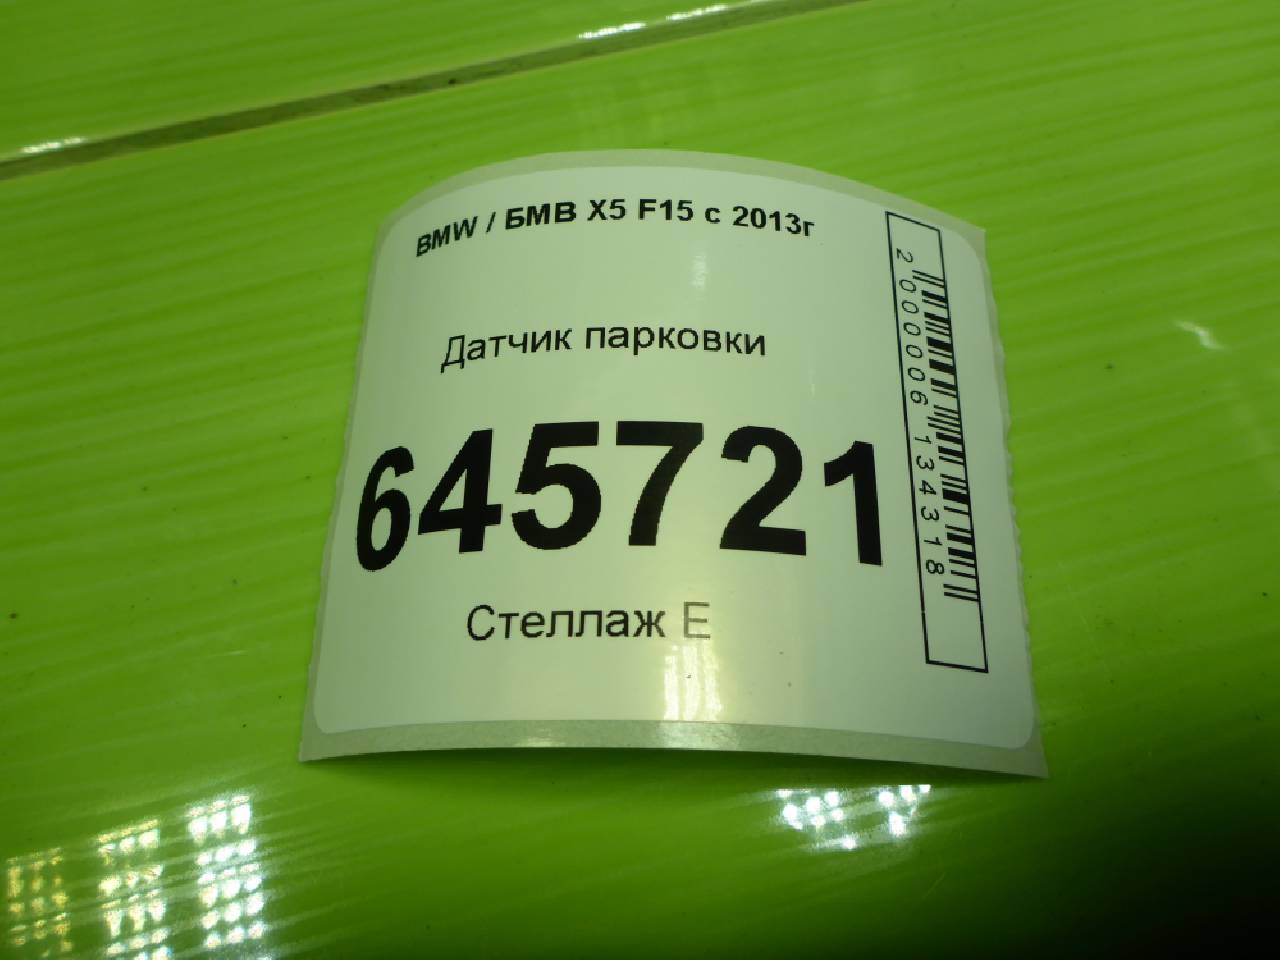 BMW / БМВ X5 F15 с 2013г
Датчик парковки
645721
Стеллаж E
2000006134318